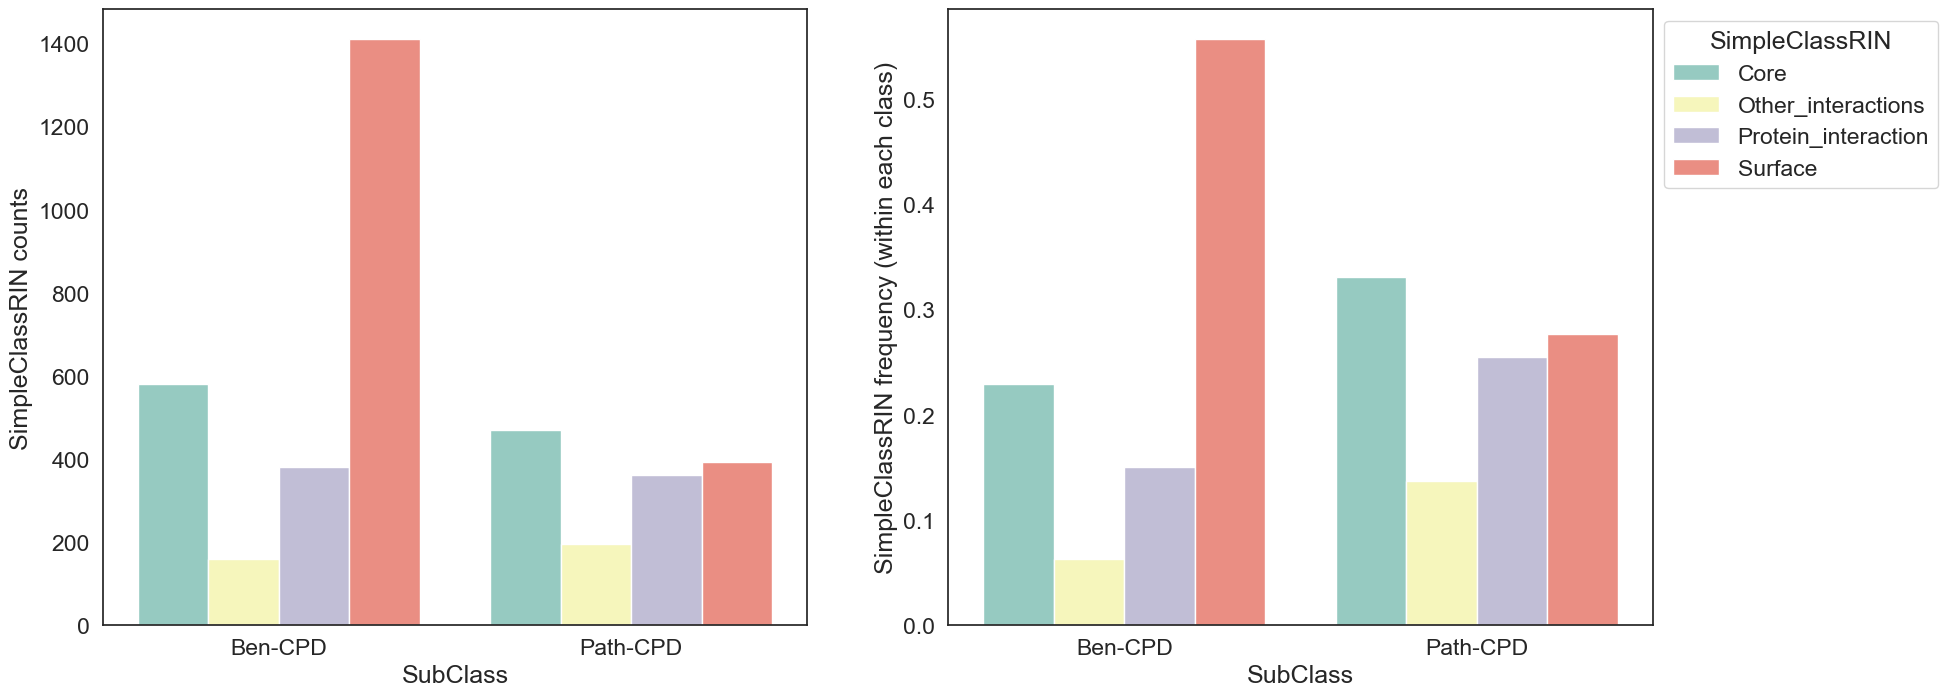 SimpleClassRIN counts
1400
1200
1000
800
600
400
200
0
Ben-CPD
Path-CPD
SubClass
SimpleClassRIN frequency (within each class)
0.5
0.4
0.3
0.2
0.1
0.0
Ben-CPD
Path-CPD
SubClass
SimpleClassRIN
Core
Other_interactions
Protein_interaction
Surface